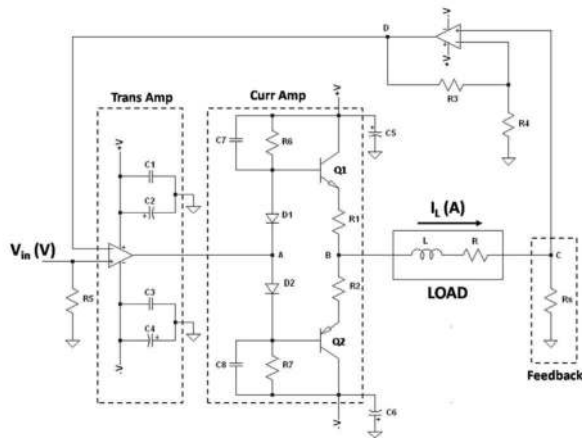 D
-V
+V
R3
R4
Trans Amp
Curr Amp
+V
+V
C1
C2
C7
R6
C5
Q1
D1
R1
I_L (A)
V_in (V)
A
B
L
R
C
LOAD
R5
D2
R2
Rs
C3
C4
Q2
C8
R7
Feedback
-V
C6
-V